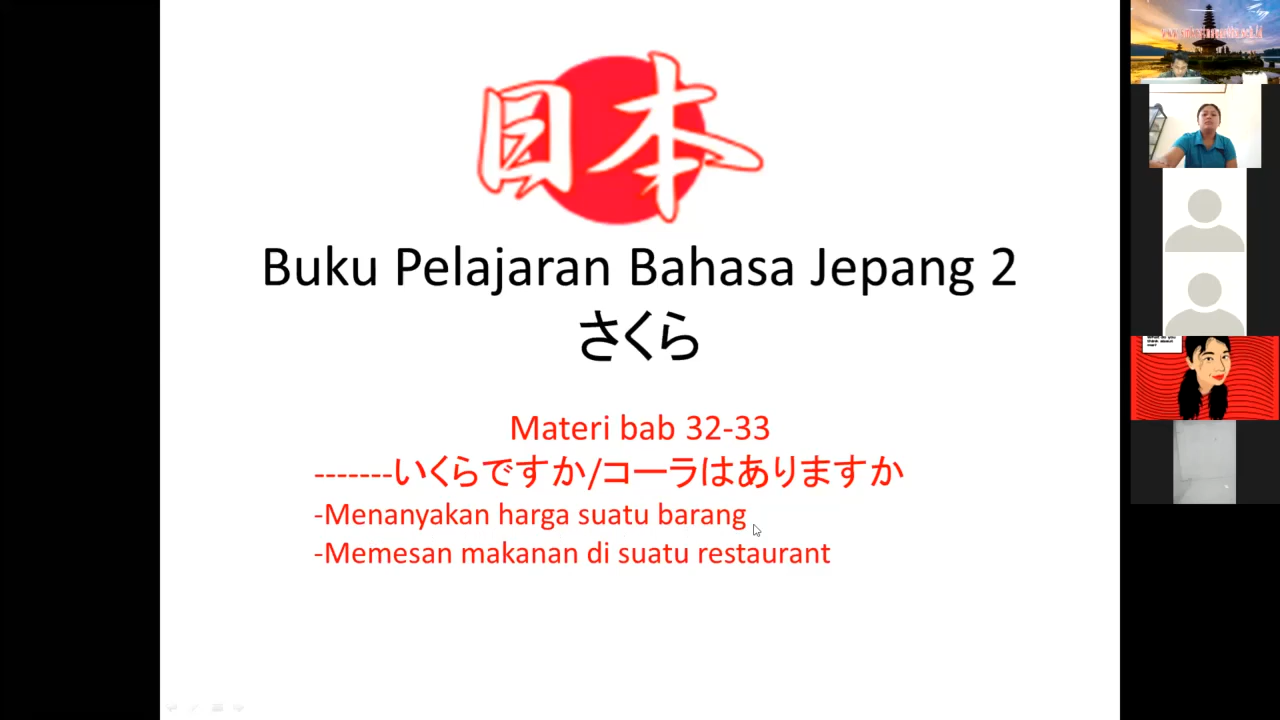 日本
Buku Pelajaran Bahasa Jepang 2
さくら
Materi bab 32-33
-------いくらですか/コーラはありますか
-Menanyakan harga suatu barang
-Memesan makanan di suatu restaurant